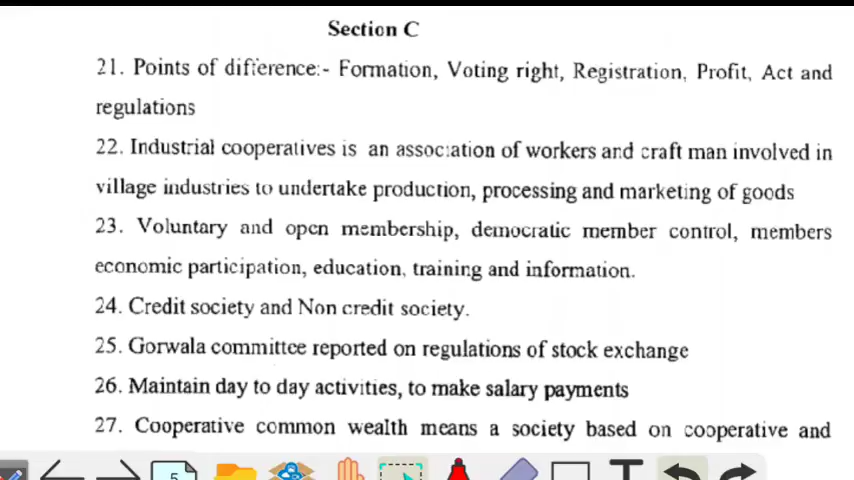 Section C
21. Points of difference:- Formation, Voting right, Registration, Profit, Act and
regulations
22. Industrial cooperatives is an association of workers and craft man involved in
village industries to undertake production, processing and marketing of goods
23. Voluntary and open membership, democratic member control, members
economic participation, education, training and information.
24. Credit society and Non credit society.
25. Gorwala committee reported on regulations of stock exchange
26. Maintain day to day activities, to make salary payments
27. Cooperative common wealth means a society based on cooperative and
5